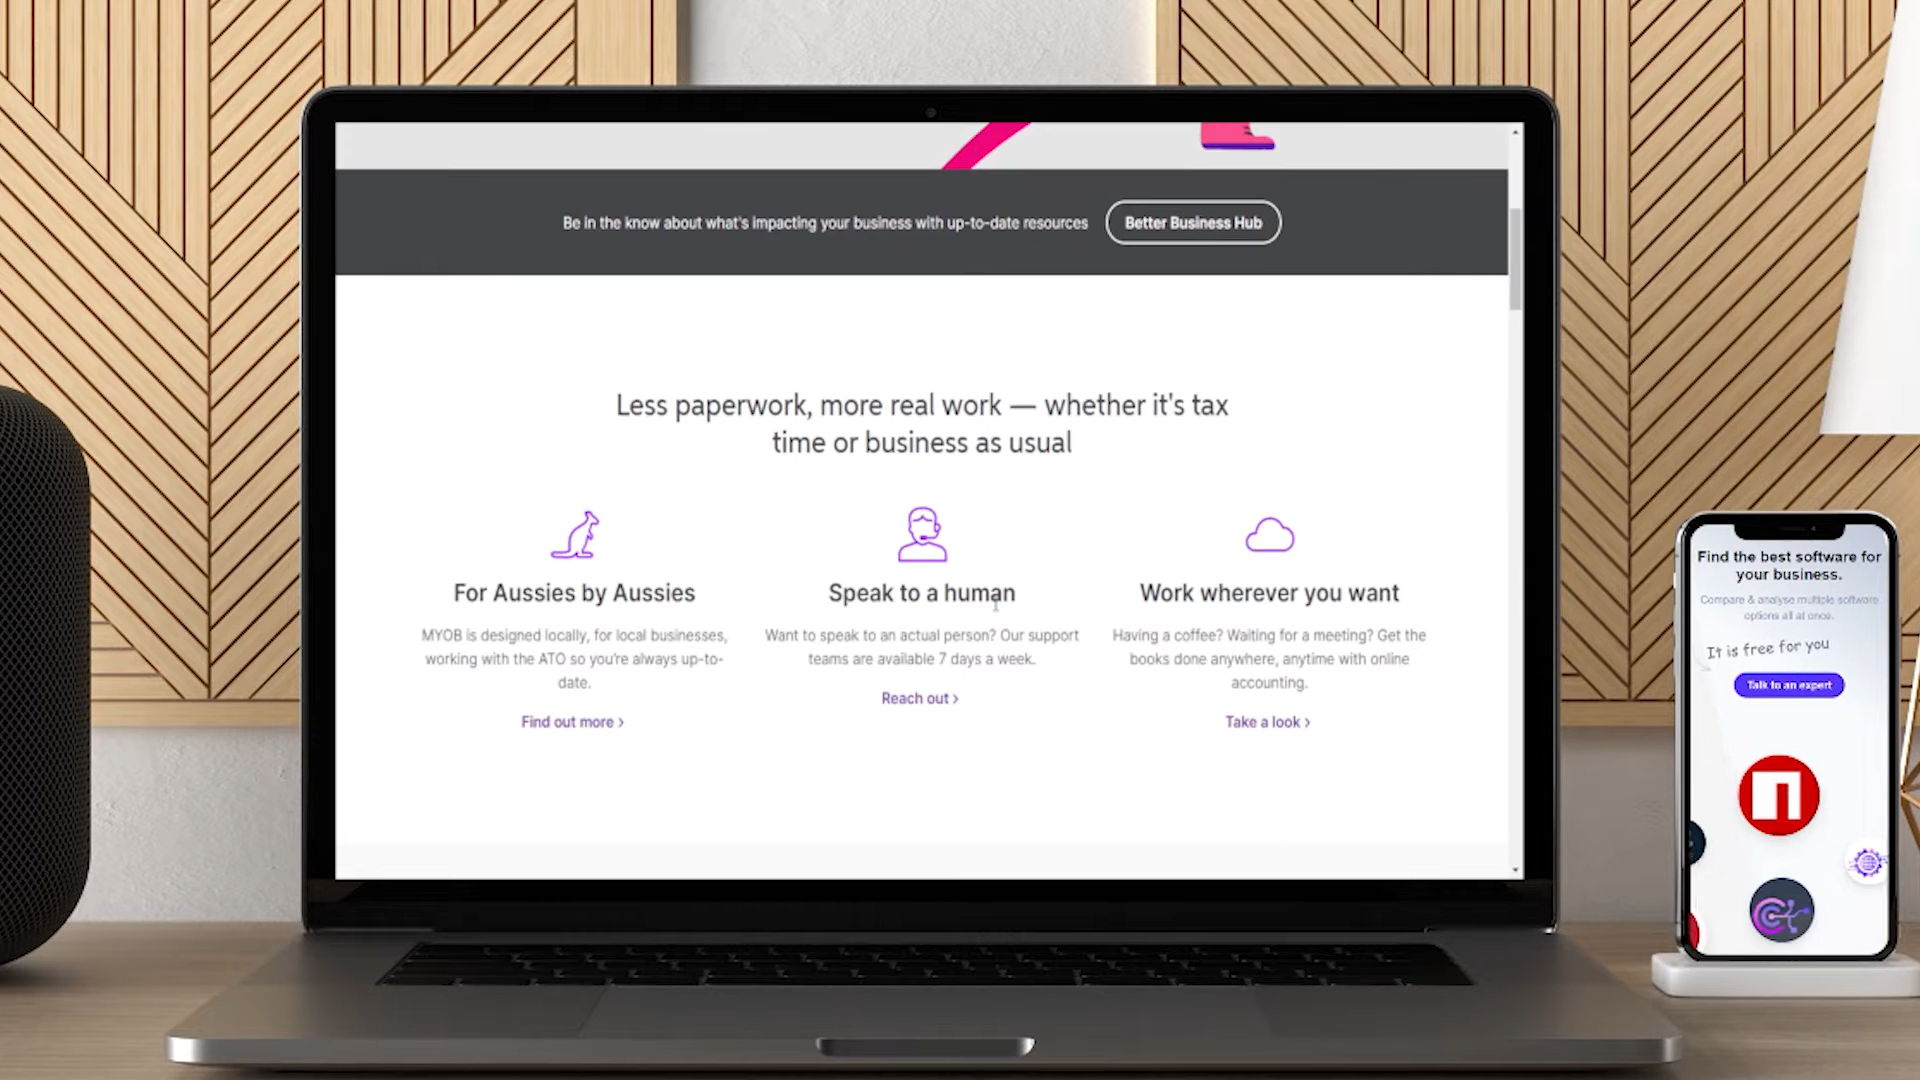 Be in the know about what's impacting your business with up-to-date resources
Better Business Hub
Less paperwork, more real work — whether it's tax
time or business as usual
For Aussies by Aussies
MYOB is designed locally, for local businesses,
working with the ATO so you're always up-to-
date.
Find out more ›
Speak to a human
Want to speak to an actual person? Our support
teams are available 7 days a week.
Reach out ›
Work wherever you want
Having a coffee? Waiting for a meeting? Get the
books done anywhere, anytime with online
accounting.
Take a look ›
Find the best software for
your business.
Compare & analyse multiple software
options all at once.
It is free for you
Talk to an expert